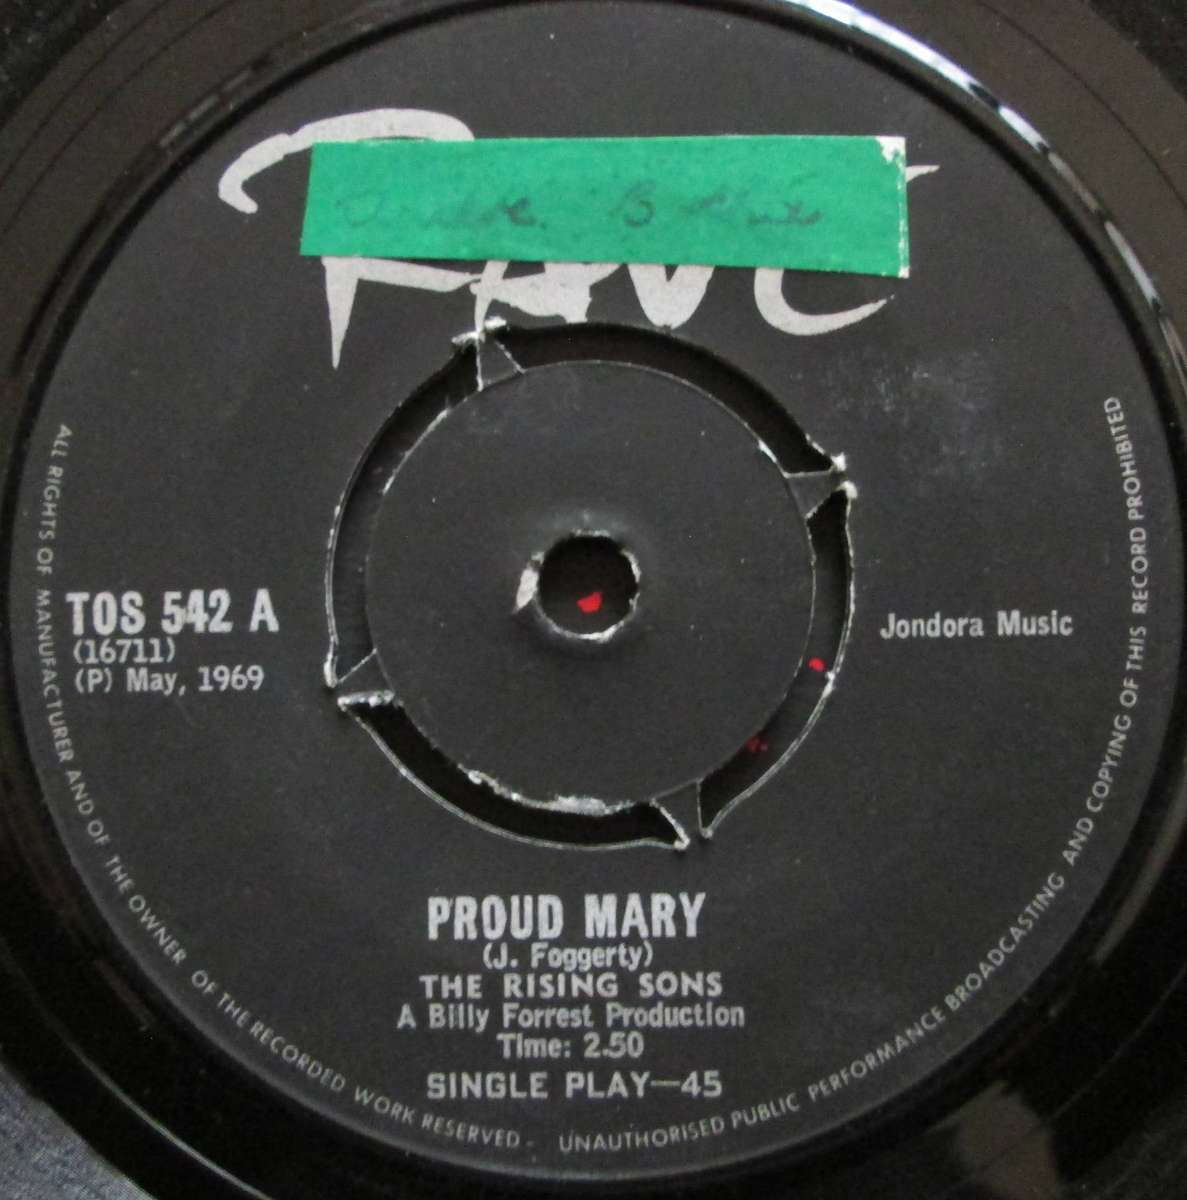 RAVE
TOS 542 A
(16711)
(P) May, 1969
Jondora Music
PROUD MARY
(J. Foggerty)
THE RISING SONS
A Billy Forrest Production
Time: 2.50
SINGLE PLAY—45
ALL RIGHTS OF MANUFACTURER AND OF THE OWNER OF THE RECORDED WORK RESERVED - UNAUTHORISED PUBLIC PERFORMANCE BROADCASTING AND COPYING OF THIS RECORD PROHIBITED